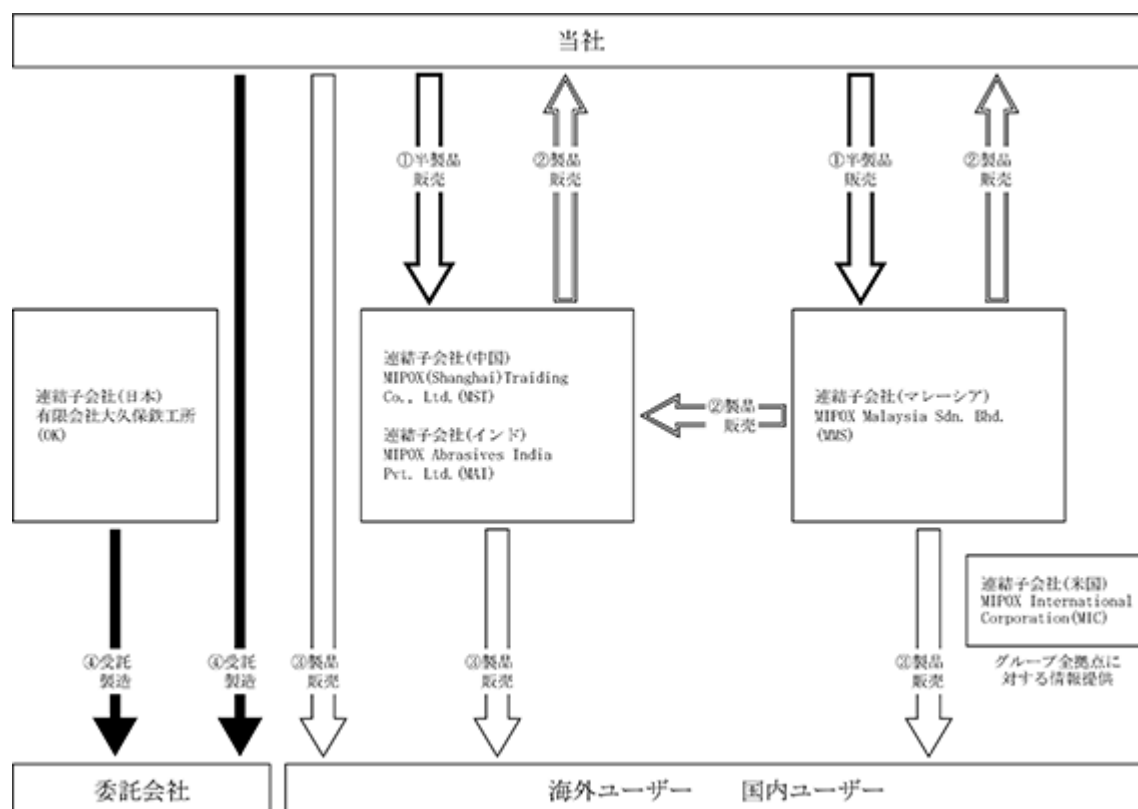 当社
①半製品
販売
②製品
販売
①半製品
販売
②製品
販売
連結子会社(日本)
有限会社大久保鉄工所
(OK)
連結子会社(中国)
MIPOX(Shanghai)Traiding
Co., Ltd.(MST)
連結子会社(インド)
MIPOX Abrasives India
Pvt. Ltd.(MAI)
②製品
販売
連結子会社(マレーシア)
MIPOX Malaysia Sdn. Bhd.
(MMS)
連結子会社(米国)
MIPOX International
Corporation(MIC)
グループ全拠点に
対する情報提供
④受託
製造
④受託
製造
③製品
販売
③製品
販売
③製品
販売
委託会社
海外ユーザー 国内ユーザー